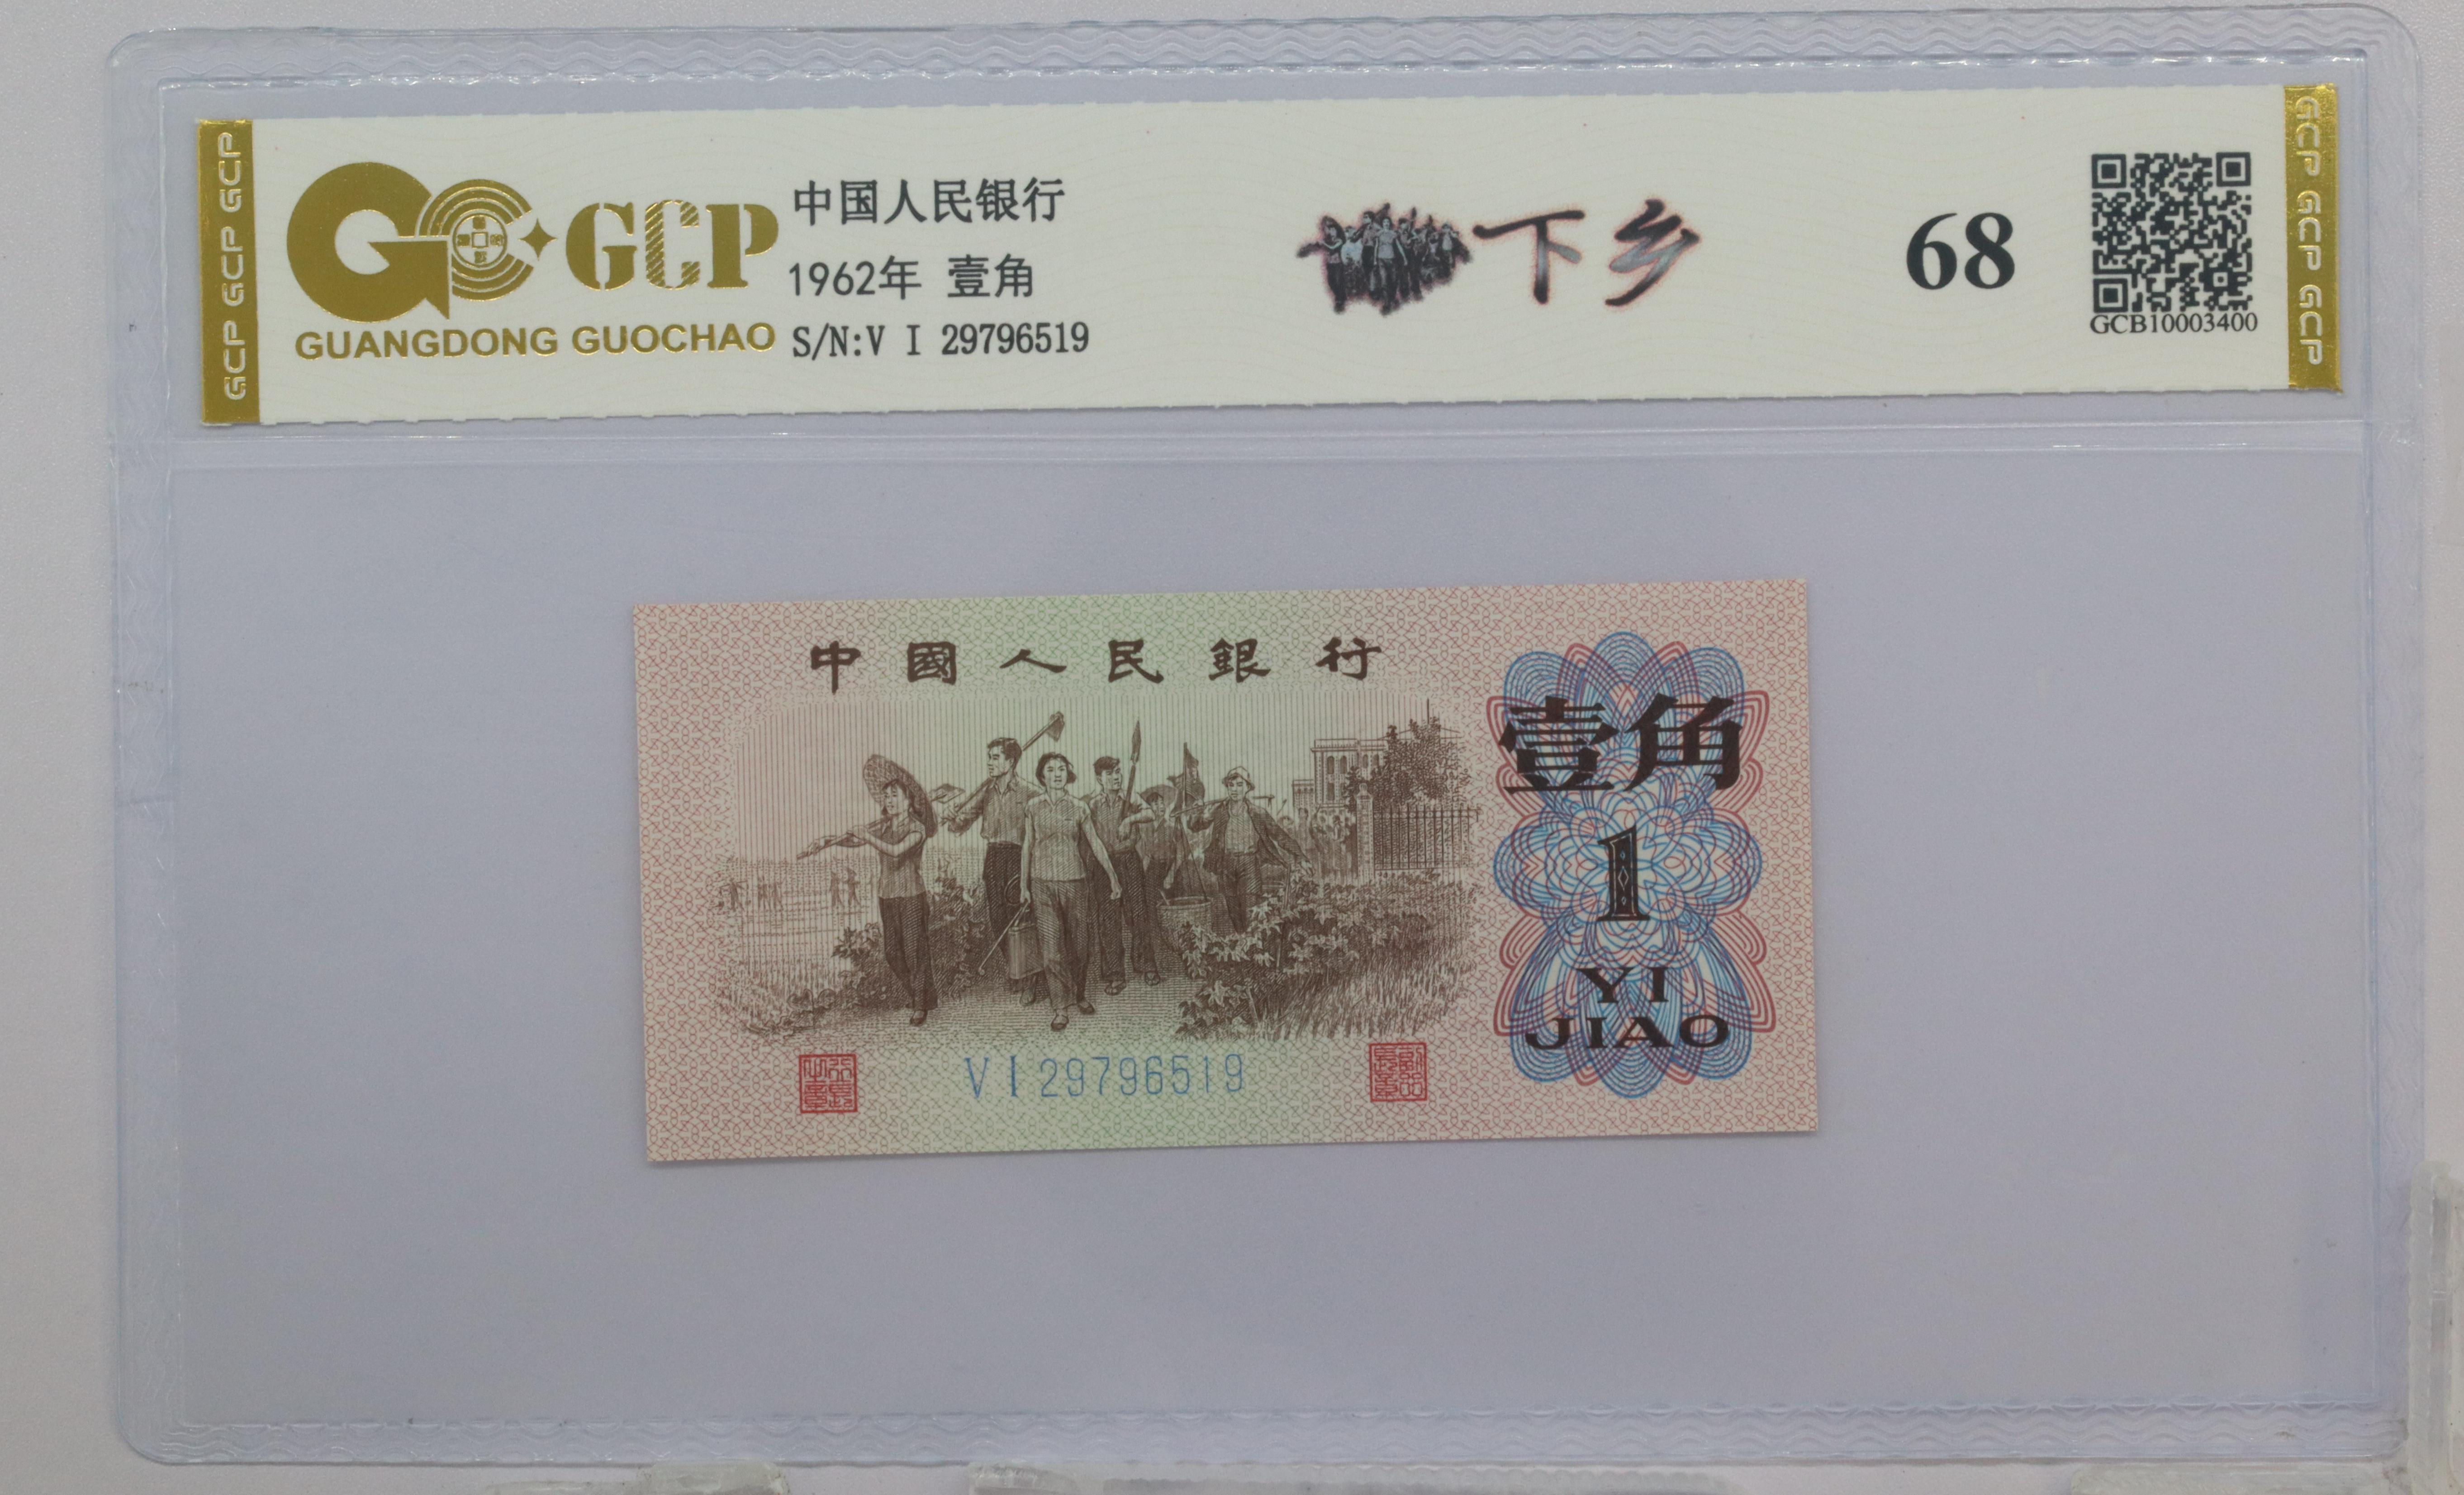 GCP GCP GCP
GC GCP
GUANGDONG GUOCHAO
中国人民银行
1962年 壹角
S/N:V I 29796519
下乡
68
GCB10003400
GCP GCP GCP
中國人民銀行
壹角
1
YI
JIAO
V I 29796519